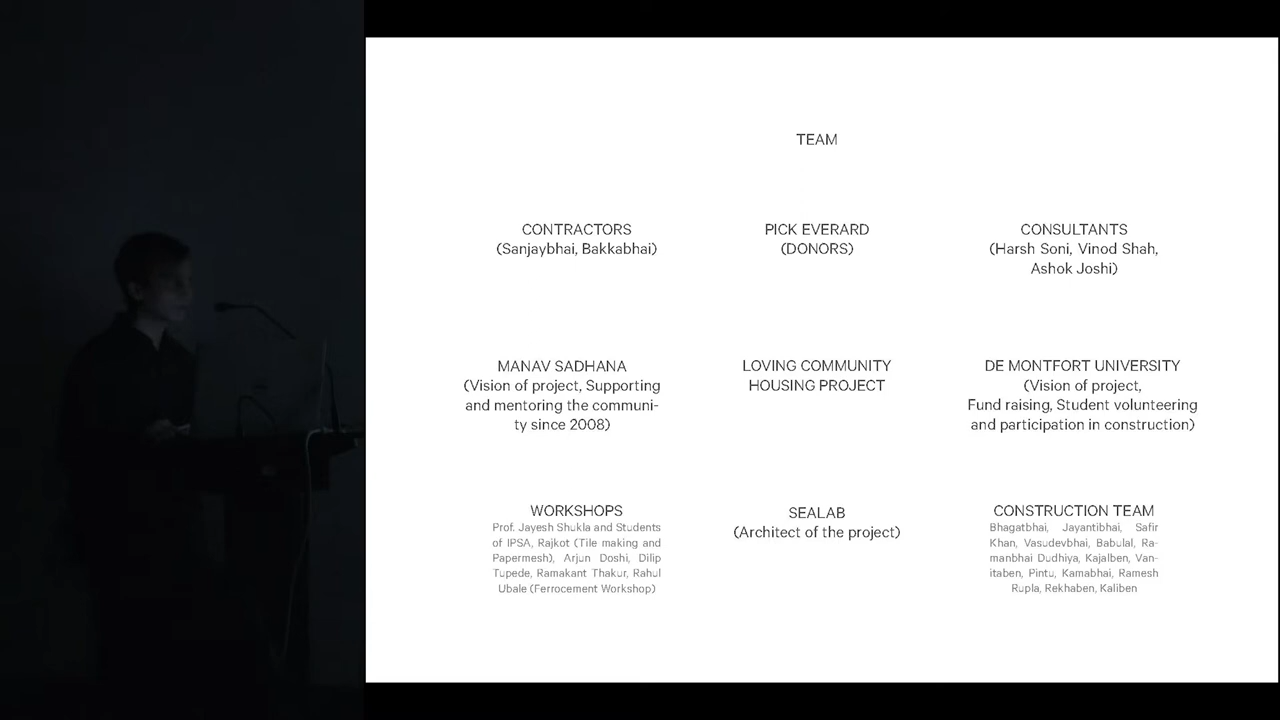 TEAM
CONTRACTORS
(Sanjaybhai, Bakkabhai)
PICK EVERARD
(DONORS)
CONSULTANTS
(Harsh Soni, Vinod Shah,
Ashok Joshi)
MANAV SADHANA
(Vision of project, Supporting
and mentoring the communi-
ty since 2008)
LOVING COMMUNITY
HOUSING PROJECT
DE MONTFORT UNIVERSITY
(Vision of project,
Fund raising, Student volunteering
and participation in construction)
WORKSHOPS
Prof. Jayesh Shukla and Students
of IPSA, Rajkot (Tile making and
Papermesh), Arjun Doshi, Dilip
Tupede, Ramakant Thakur, Rahul
Ubale (Ferrocement Workshop)
SEALAB
(Architect of the project)
CONSTRUCTION TEAM
Bhagatbhai, Jayantibhai, Safir
Khan, Vasudevbhai, Babulal, Ra-
manbhai Dudhiya, Kajalben, Van-
itaben, Pintu, Kamabhai, Ramesh
Rupla, Rekhaben, Kaliben